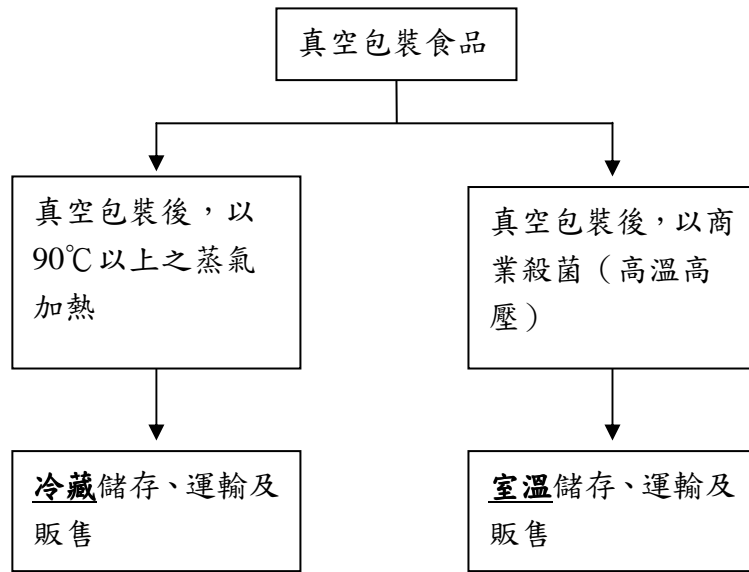 真空包裝食品
真空包裝後，以
90℃以上之蒸氣
加熱
真空包裝後，以商
業殺菌（高溫高
壓）
冷藏儲存、運輸及
販售
室溫儲存、運輸及
販售